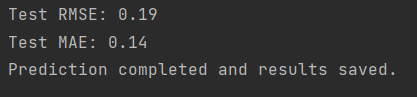 Test RMSE: 0.19
Test MAE: 0.14
Prediction completed and results saved.